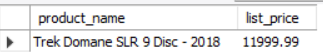 product_name list_price
Trek Domane SLR 9 Disc - 2018 11999.99